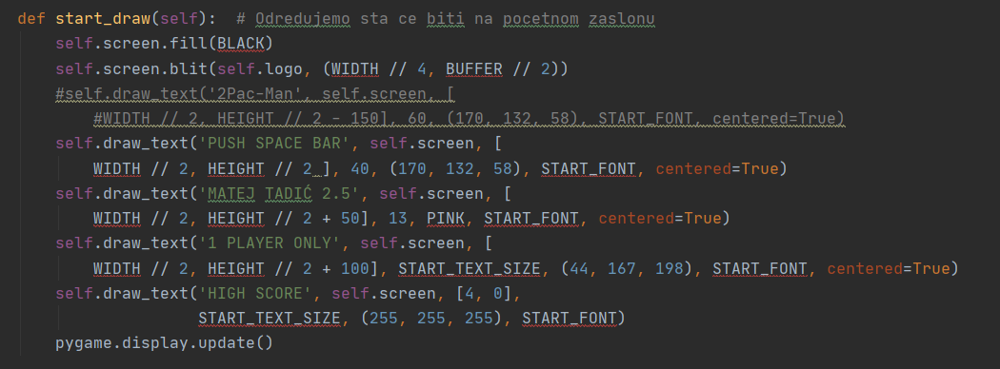 def start_draw(self):  # Odredujemo sta ce biti na pocetnom zaslonu
    self.screen.fill(BLACK)
    self.screen.blit(self.logo, (WIDTH // 4, BUFFER // 2))
    #self.draw_text('2Pac-Man', self.screen, [
        #WIDTH // 2, HEIGHT // 2 - 150], 60, (170, 132, 58), START_FONT, centered=True)
    self.draw_text('PUSH SPACE BAR', self.screen, [
        WIDTH // 2, HEIGHT // 2 ], 40, (170, 132, 58), START_FONT, centered=True)
    self.draw_text('MATEJ TADIĆ 2.5', self.screen, [
        WIDTH // 2, HEIGHT // 2 + 50], 13, PINK, START_FONT, centered=True)
    self.draw_text('1 PLAYER ONLY', self.screen, [
        WIDTH // 2, HEIGHT // 2 + 100], START_TEXT_SIZE, (44, 167, 198), START_FONT, centered=True)
    self.draw_text('HIGH SCORE', self.screen, [4, 0],
                   START_TEXT_SIZE, (255, 255, 255), START_FONT)
    pygame.display.update()